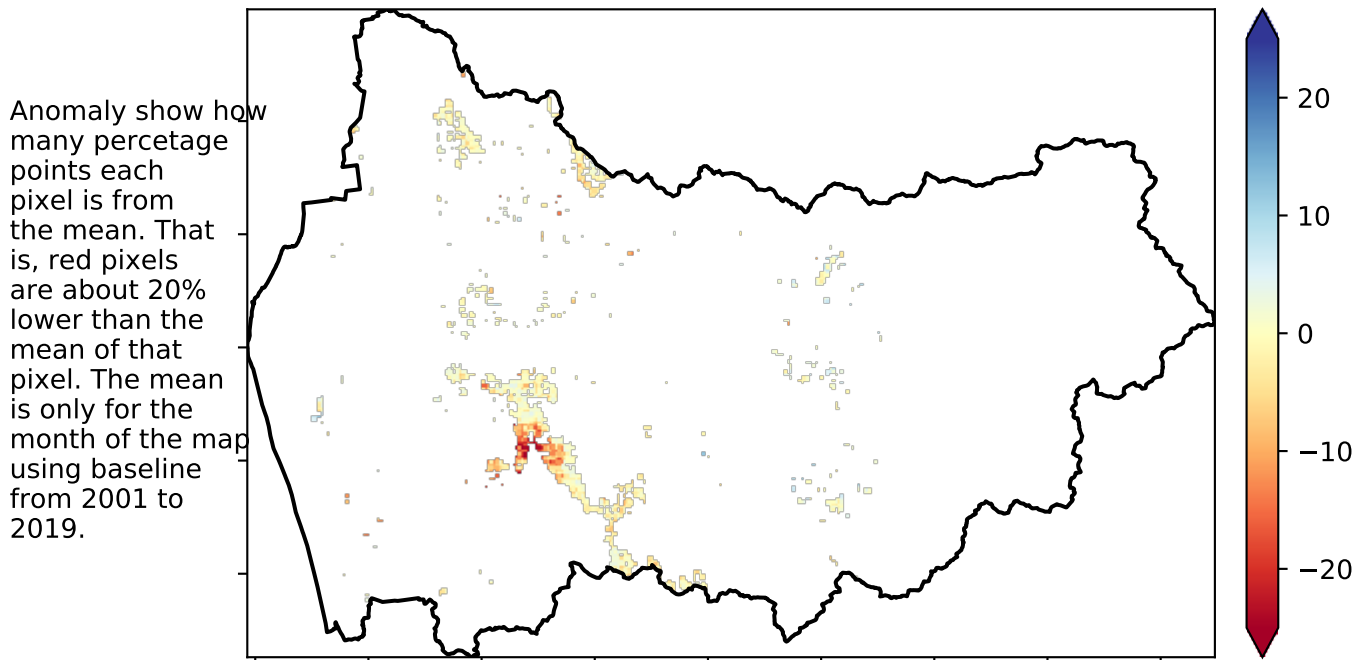 Anomaly show how
many percetage
points each
pixel is from
the mean. That
is, red pixels
are about 20%
lower than the
mean of that
pixel. The mean
is only for the
month of the map
using baseline
from 2001 to
2019.
20
10
0
−10
−20